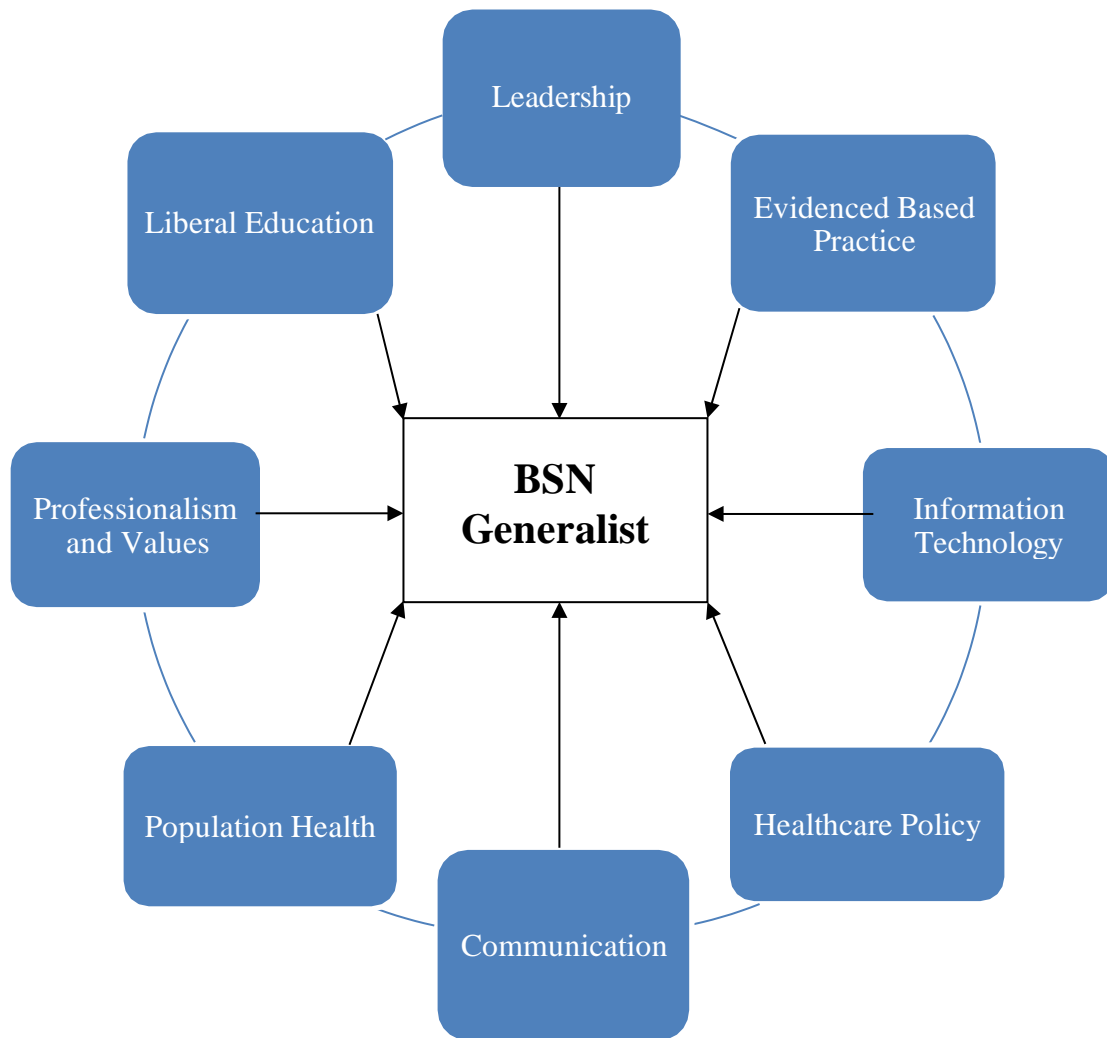 Leadership
Liberal Education
Evidenced Based
Practice
BSN
Generalist
Professionalism
and Values
Information
Technology
Population Health
Healthcare Policy
Communication